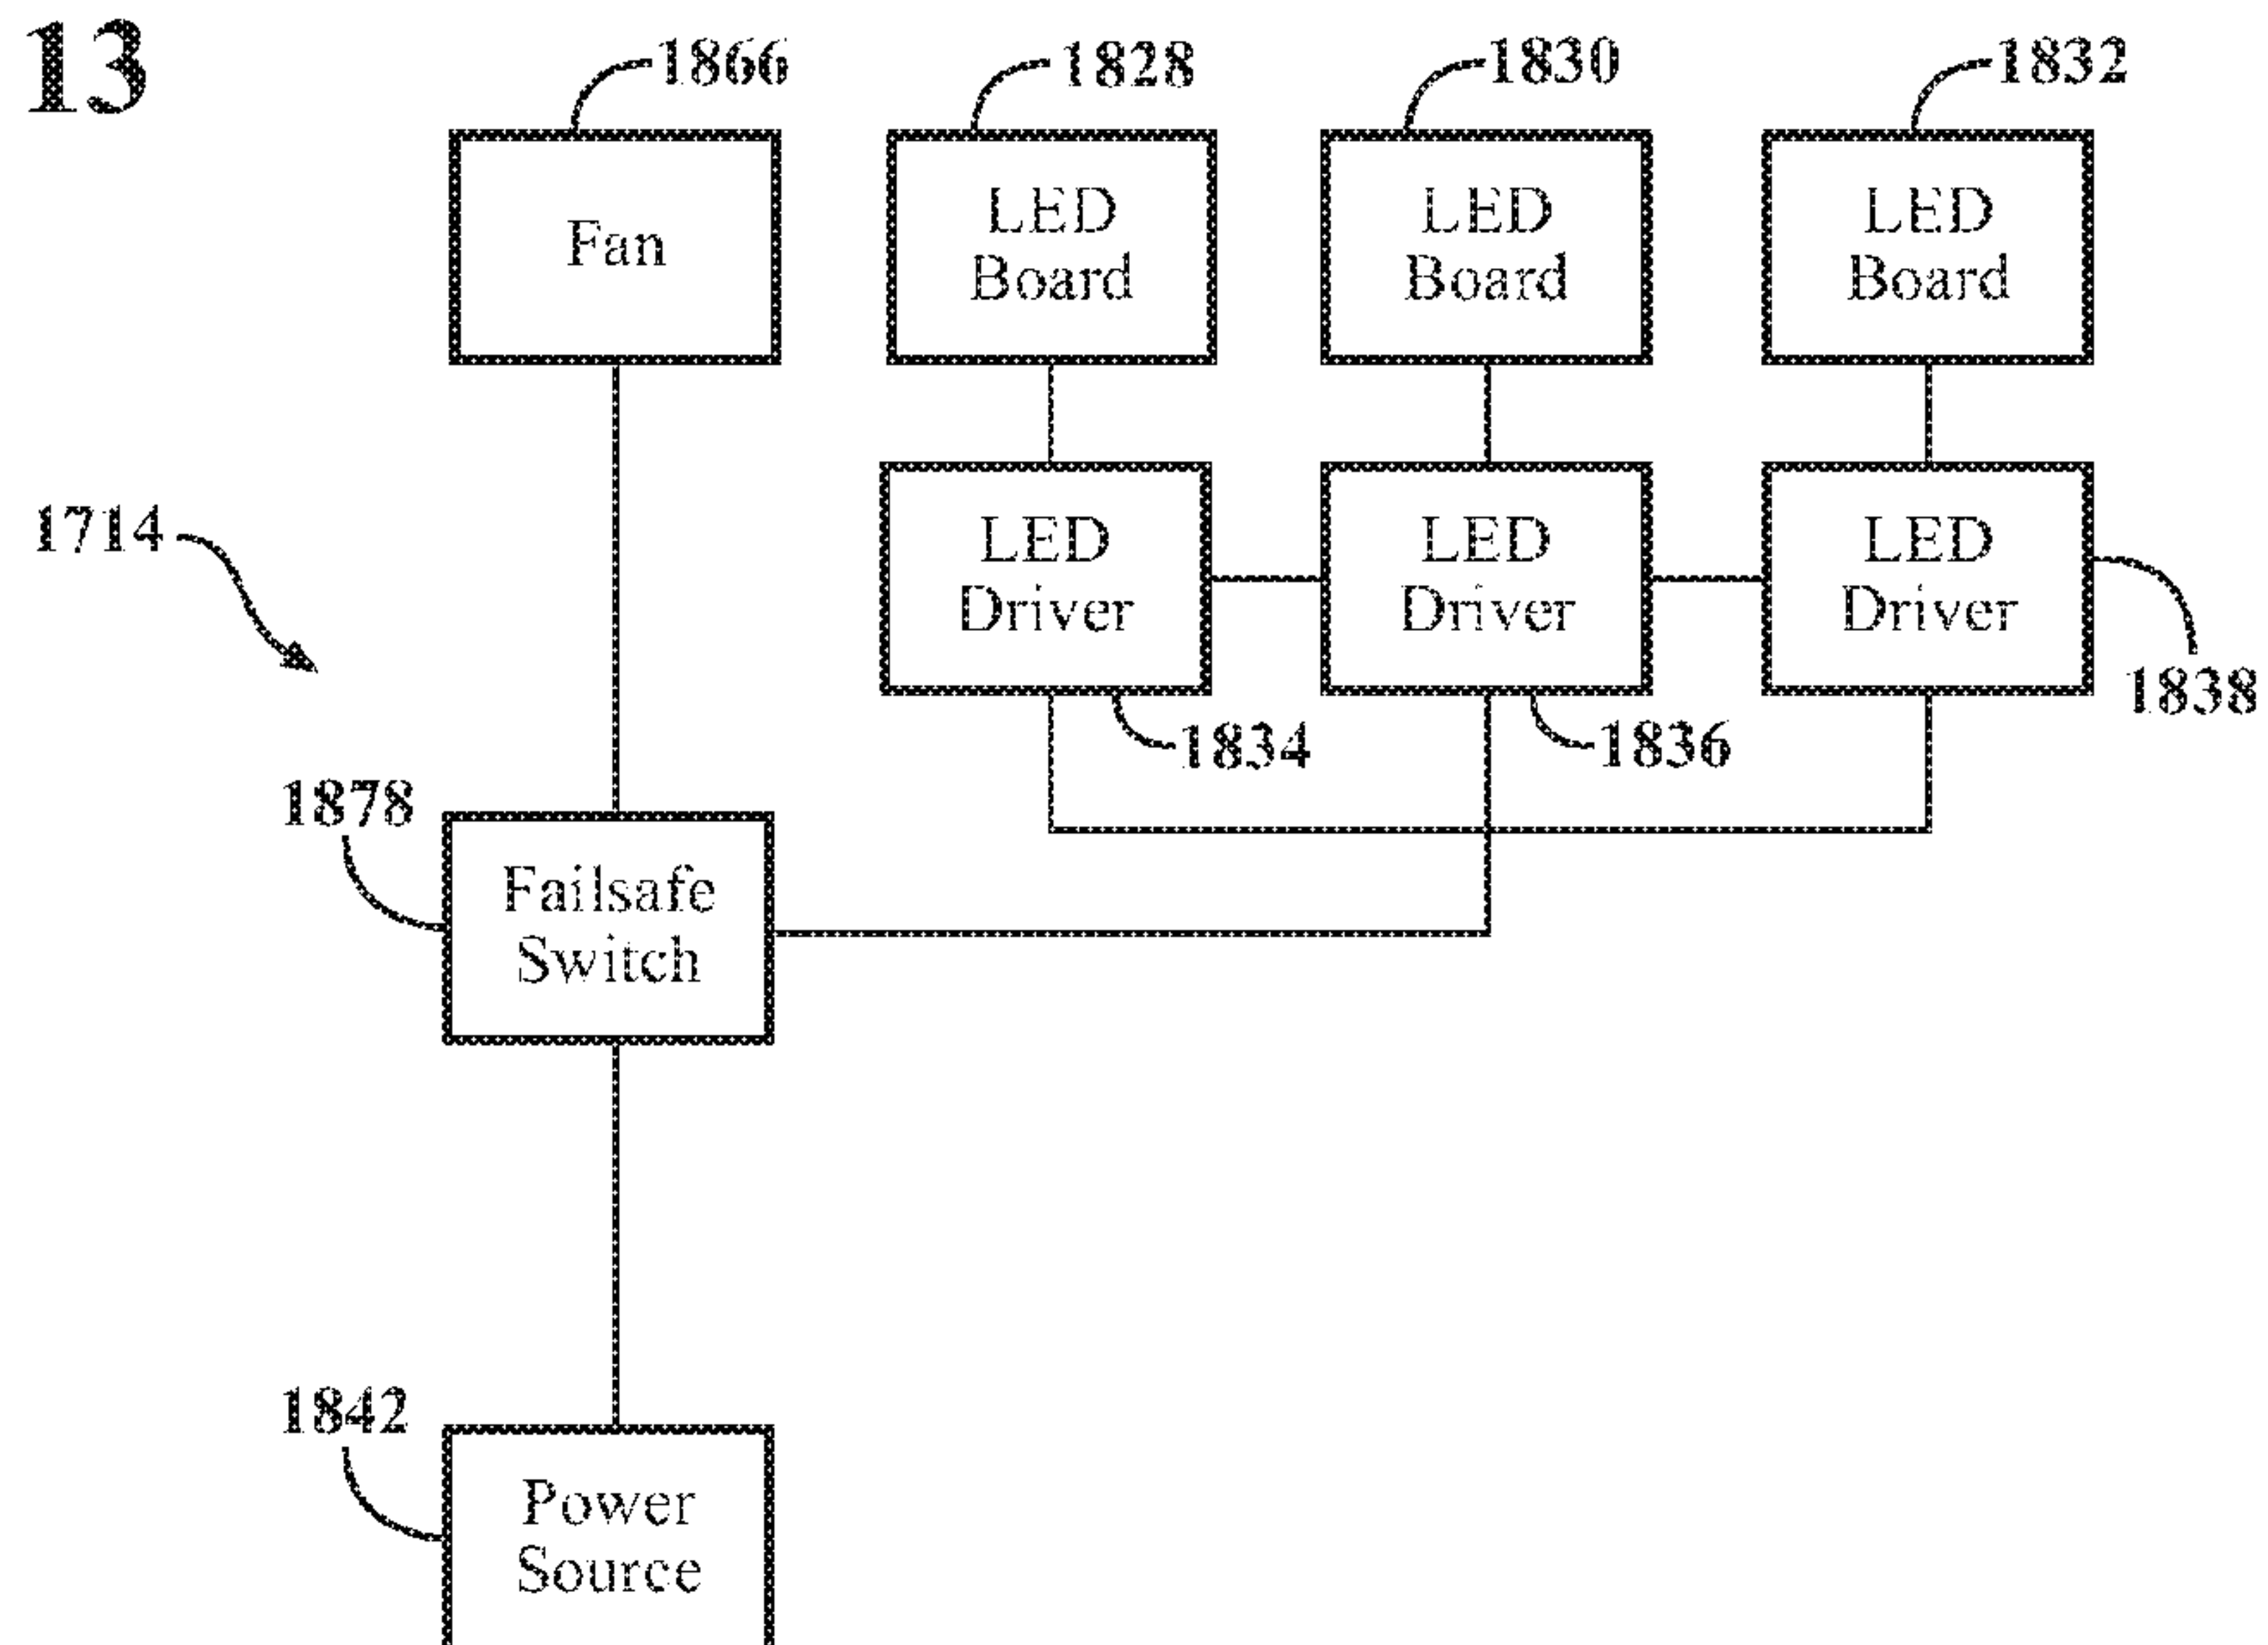 13
1866
1828
1830
1832
Fan
LED
Board
LED
Board
LED
Board
1714
LED
Driver
LED
Driver
LED
Driver
1838
1834
1836
1878
Failsafe
Switch
1842
Power
Source